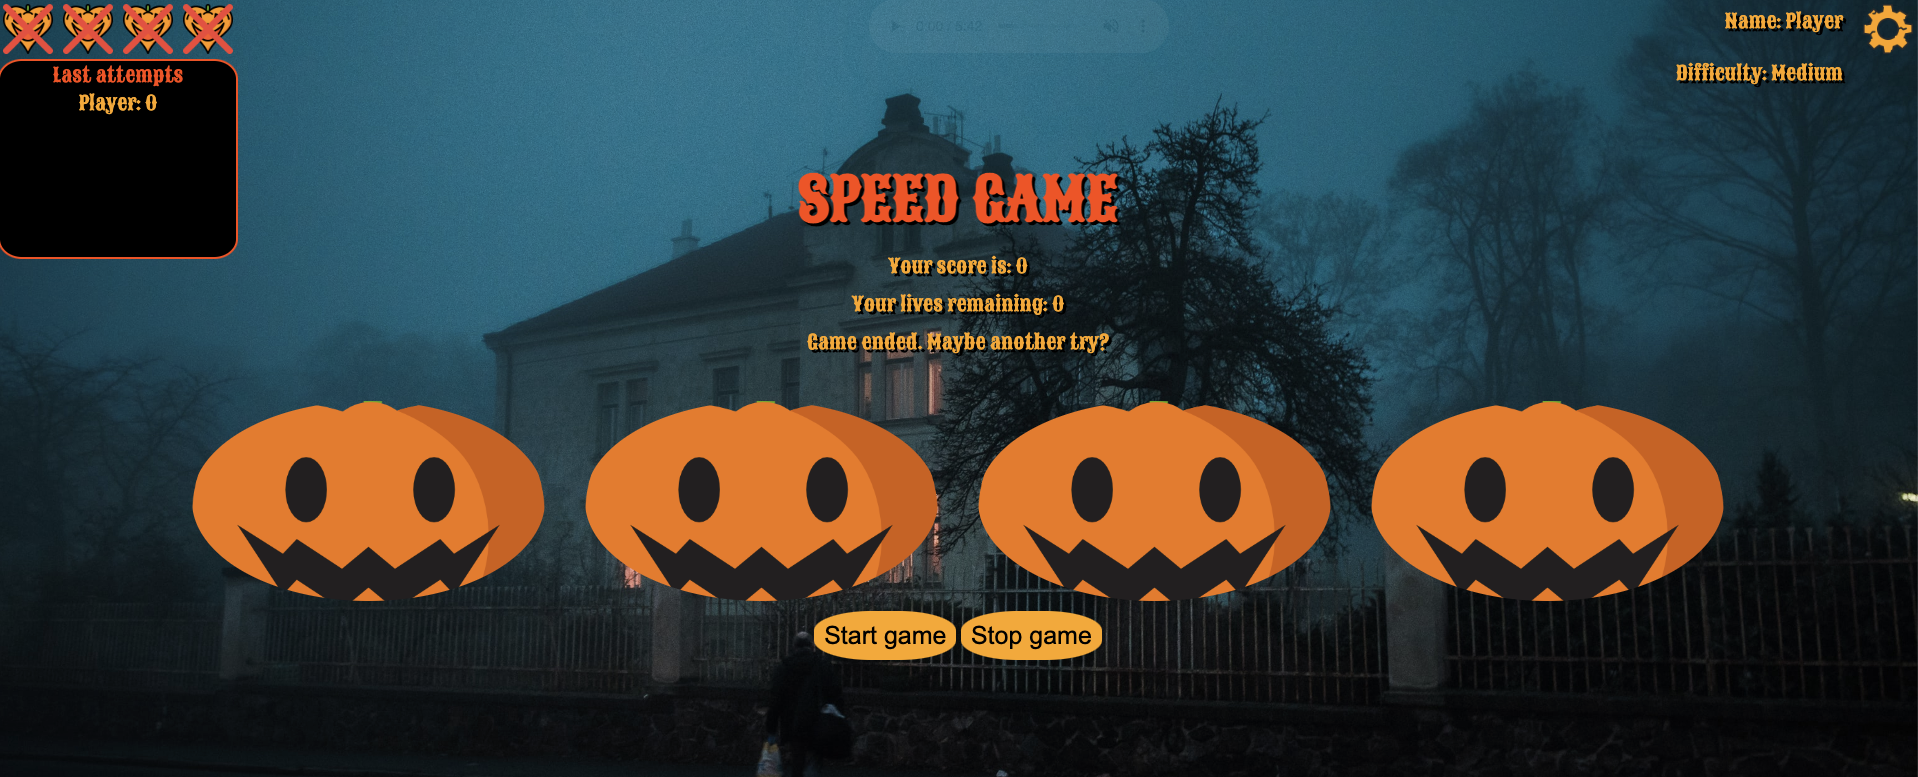 Last attempts
Player: 0
Name: Player
Difficulty: Medium
SPEED GAME
Your score is: 0
Your lives remaining: 0
Game ended. Maybe another try?
Start game
Stop game